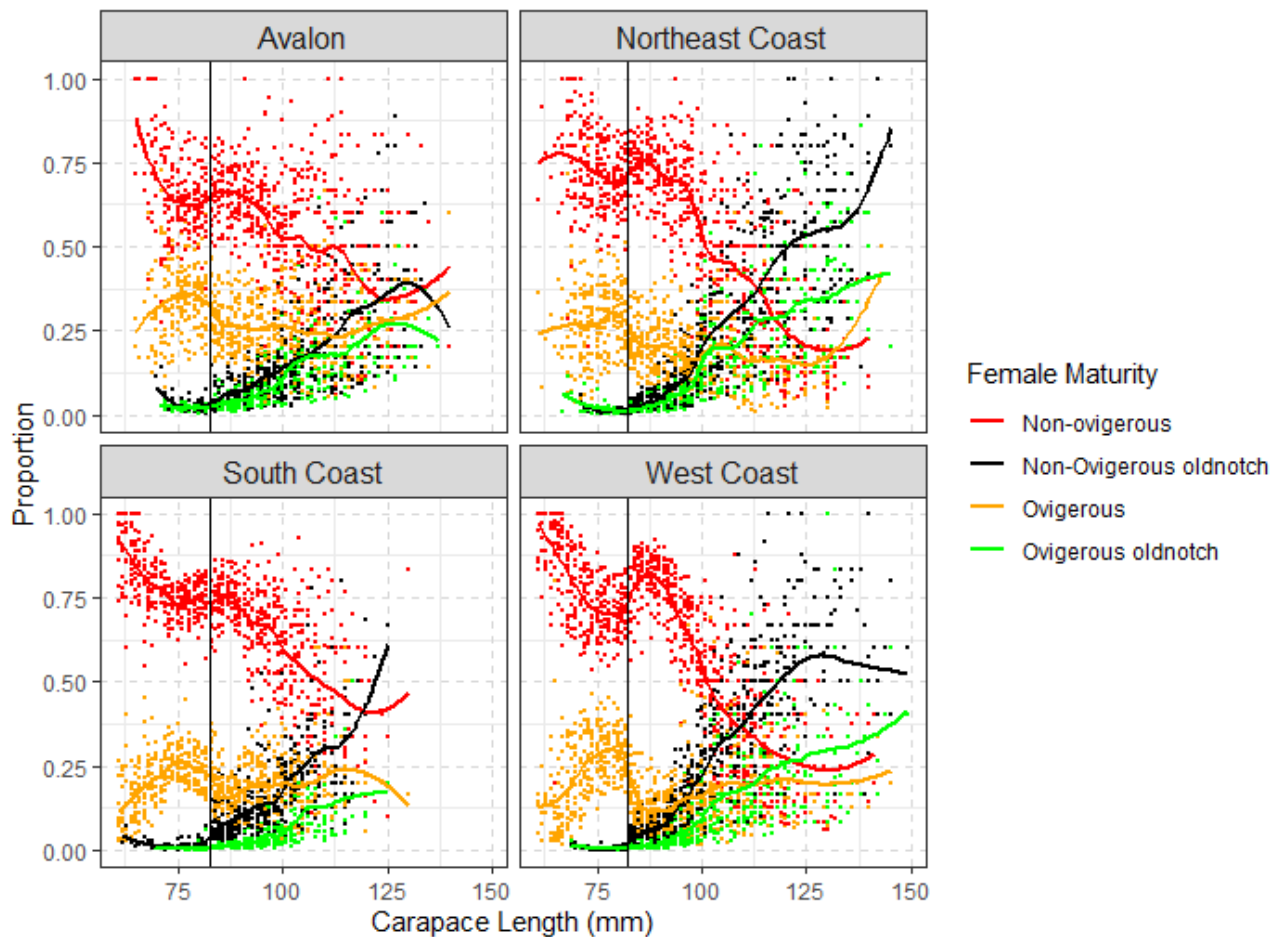 Avalon
Northeast Coast
1.00
0.75
0.50
0.25
0.00
South Coast
West Coast
1.00
0.75
0.50
0.25
0.00
75
100
125
150
75
100
125
150
Proportion
Carapace Length (mm)
Female Maturity
Non-ovigerous
Non-Ovigerous oldnotch
Ovigerous
Ovigerous oldnotch